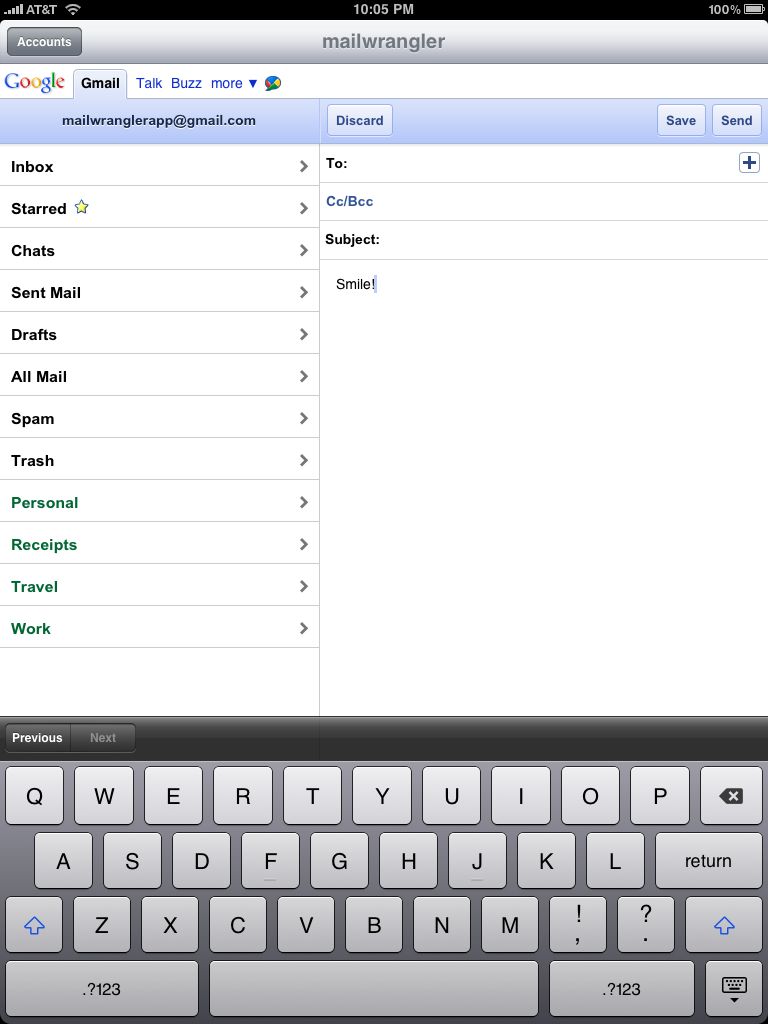 AT&T 10:05 PM 100%
Accounts mailwrangler
Google Gmail Talk Buzz more ▼
mailwranglerapp@gmail.com Discard Save Send
Inbox
Starred
Chats
Sent Mail
Drafts
All Mail
Spam
Trash
Personal
Receipts
Travel
Work
To:
Cc/Bcc
Subject:
Smile!
Previous Next
Q W E R T Y U I O P
A S D F G H J K L return
Z X C V B N M ! , ? .
.?123 .?123